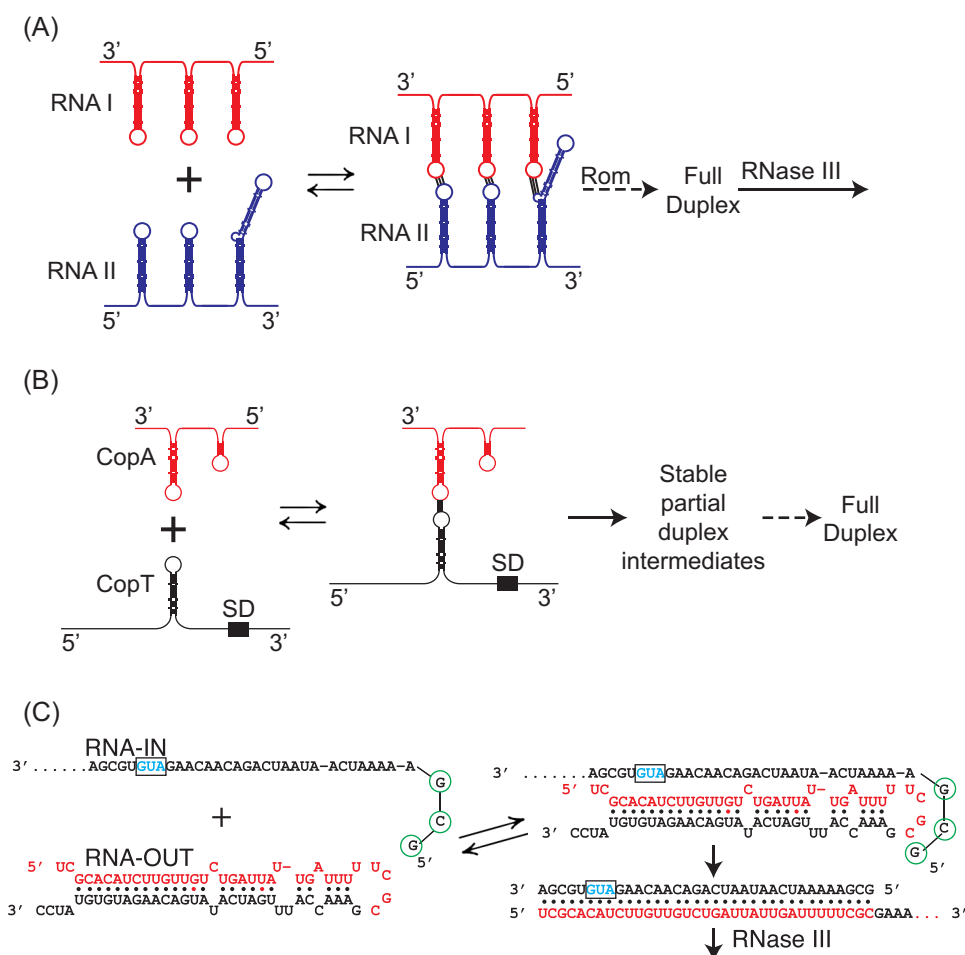 (A)
3’ 5’
RNA I
+
RNA II
5’ 3’
3’ 5’
RNA I
RNA II
5’ 3’
Rom
Full
Duplex
RNase III
(B)
3’ 5’
CopA
+
CopT
SD
5’ 3’
3’ 5’
SD
5’ 3’
Stable
partial
duplex
intermediates
Full
Duplex
(C)
RNA-IN
3’ ......AGCGUGUAGAACAACAGACUAAUA-ACUAAAA-A
G
C
G
5’
+
RNA-OUT
5’ UC C U- A U U
GCACAUCUUGUUGU UGAUUA UG UUU C
G
UGUGUAGAACAGUA ACUAGU AC AAA C
3’ CCUA U UU C G
3’ ......AGCGUGUAGAACAACAGACUAAUA-ACUAAAA-A
G
C
G
5’
5’ UC C U- A U U
GCACAUCUUGUUGU UGAUUA UG UUU C
G
UGUGUAGAACAGUA ACUAGU AC AAA C
3’ CCUA U UU C G
3’ AGCGUGUAGAACAACAGACUAAUAACUAAAAAGCG 5’
5’ UCGCACAUCUUGUUGUCUGAUUAUUGAUUUUUCGCGAAA... 3’
RNase III